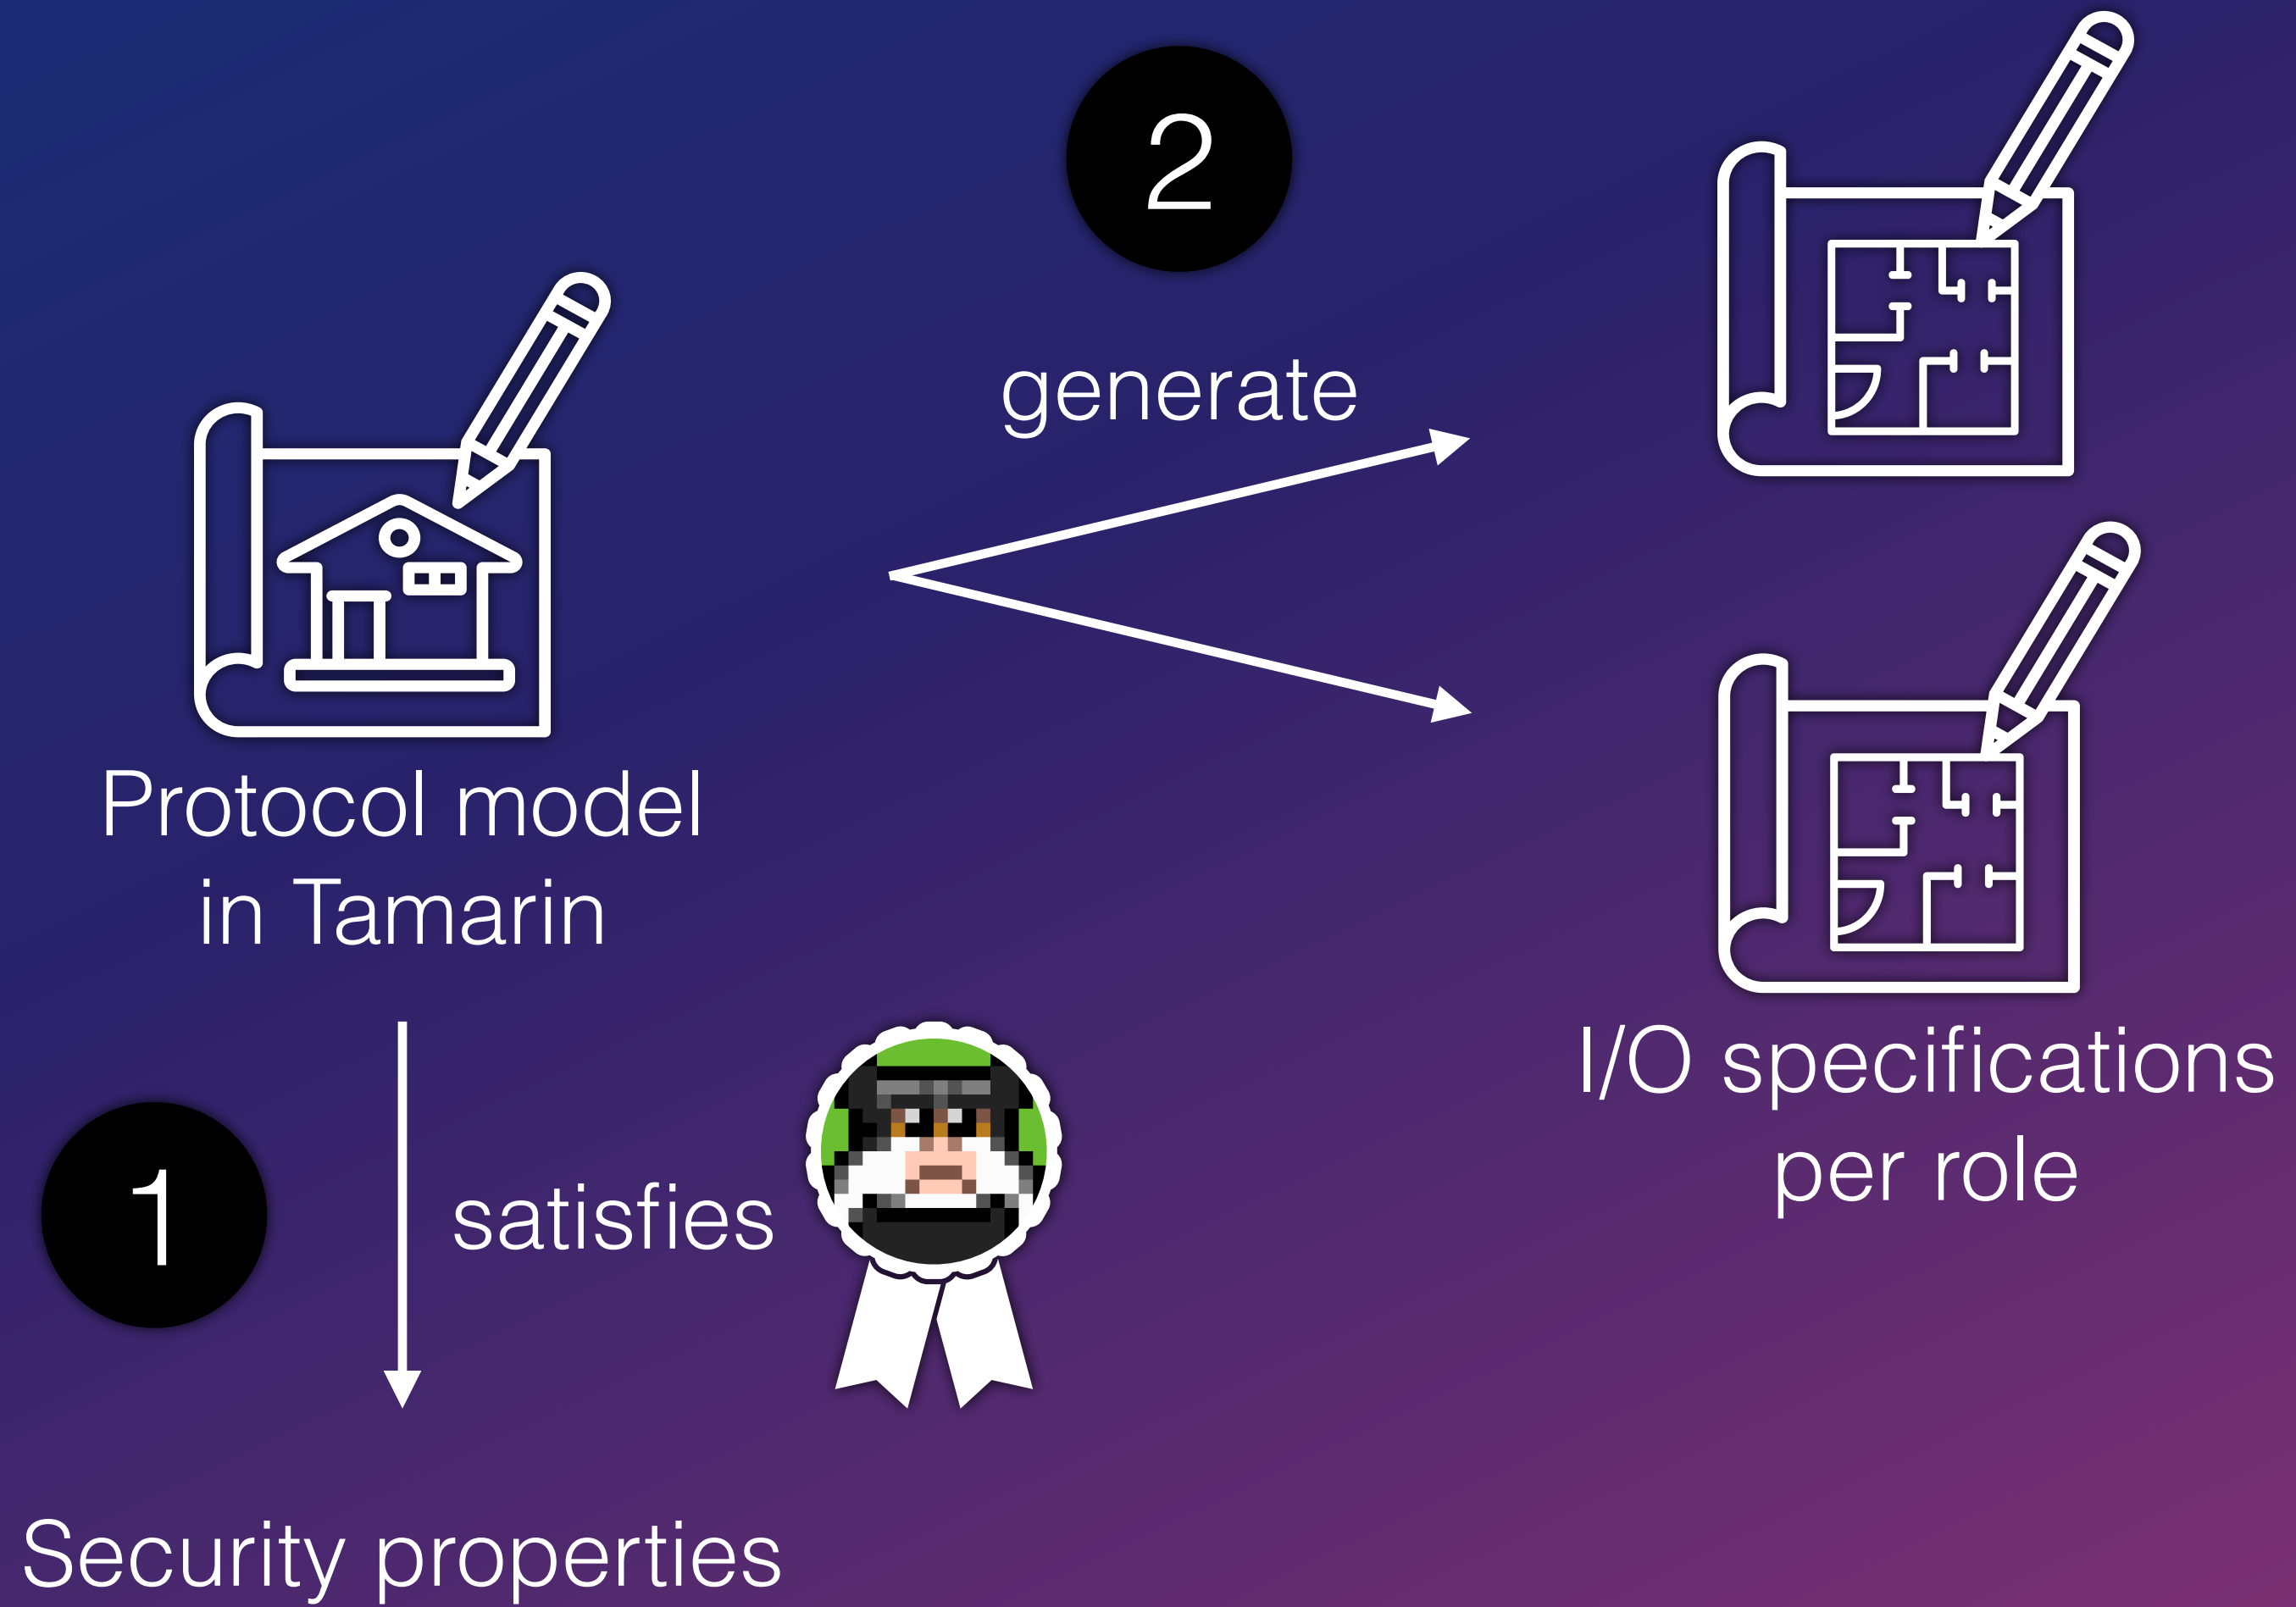 2
generate
Protocol model
in Tamarin
I/O specifications
per role
1
satisfies
Security properties